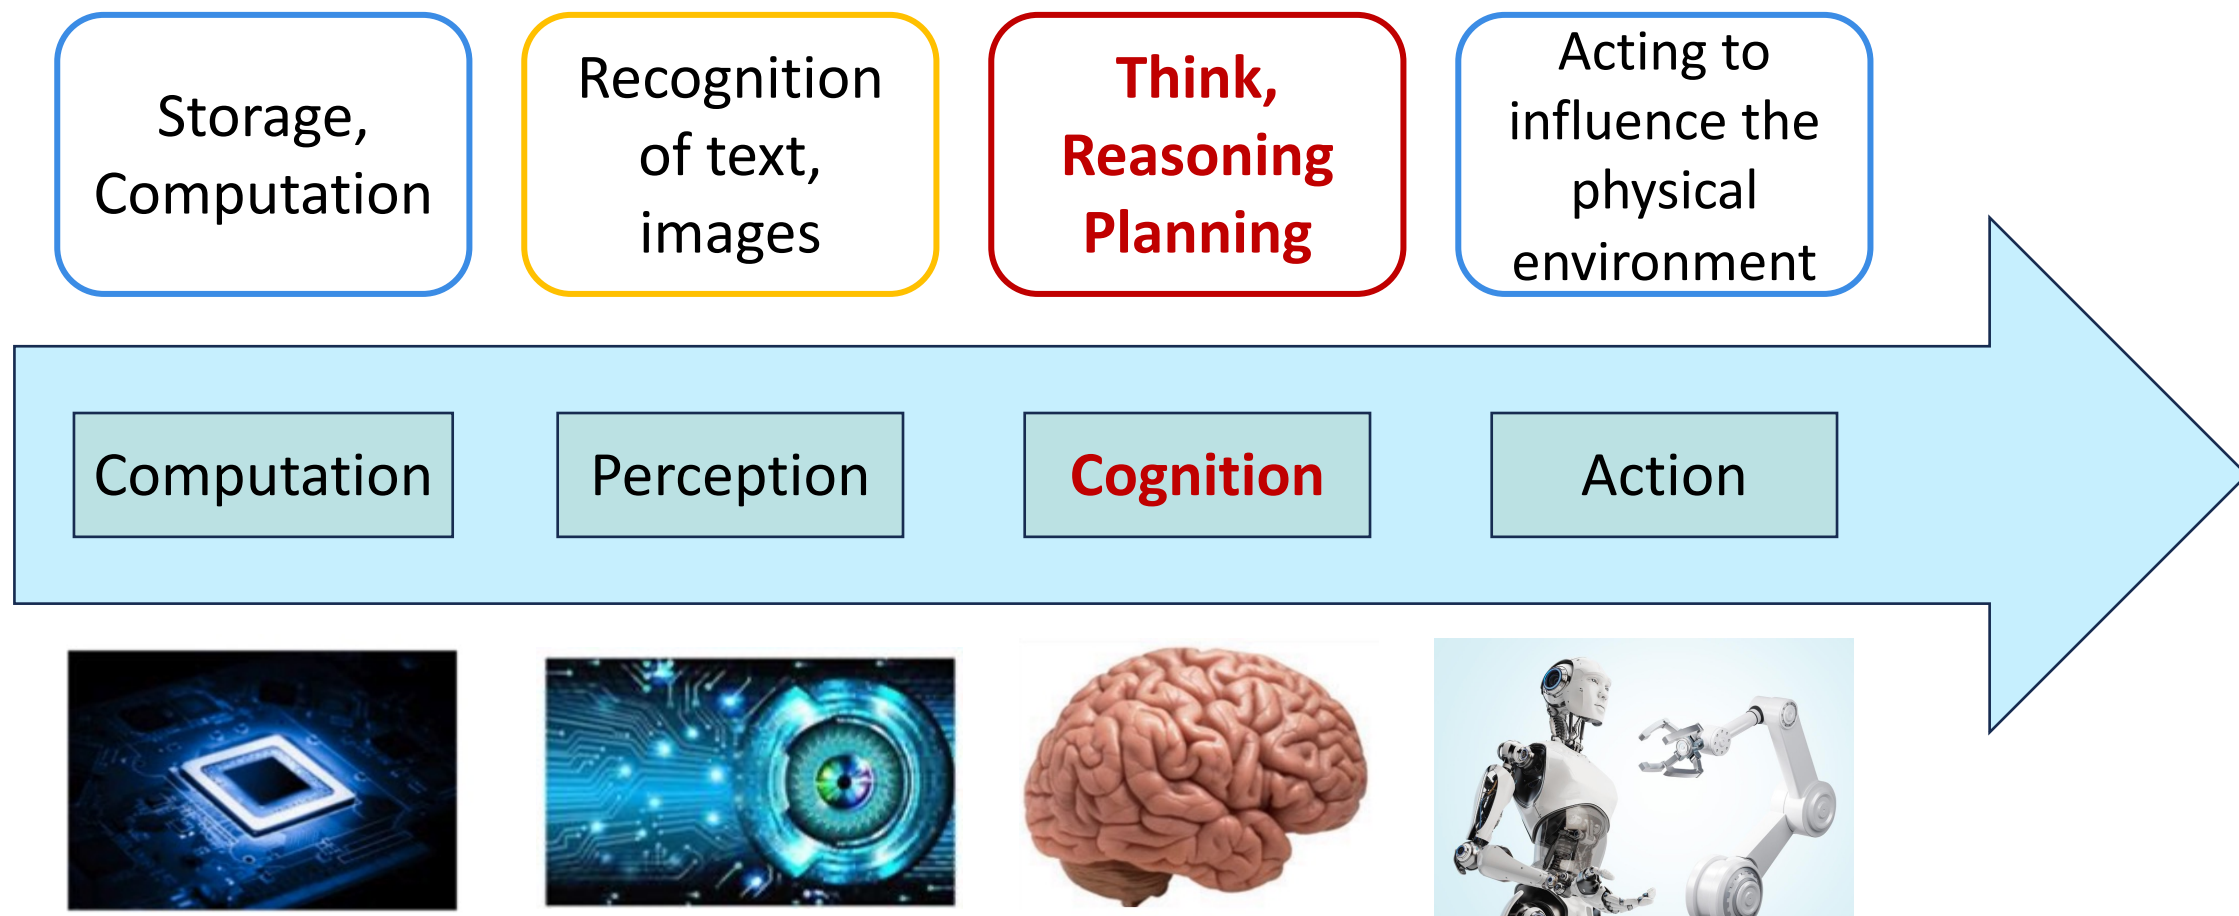 Storage,
Computation
Recognition
of text,
images
Think,
Reasoning
Planning
Acting to
influence the
physical
environment
Computation
Perception
Cognition
Action